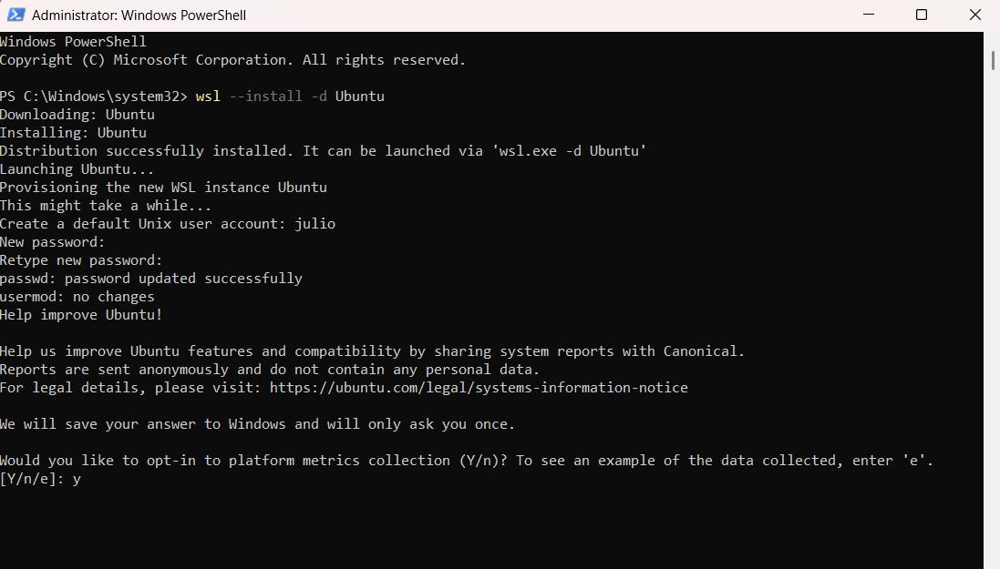 Administrator: Windows PowerShell
Windows PowerShell
Copyright (C) Microsoft Corporation. All rights reserved.
PS C:\Windows\system32> wsl --install -d Ubuntu
Downloading: Ubuntu
Installing: Ubuntu
Distribution successfully installed. It can be launched via 'wsl.exe -d Ubuntu'
Launching Ubuntu...
Provisioning the new WSL instance Ubuntu
This might take a while...
Create a default Unix user account: julio
New password:
Retype new password:
passwd: password updated successfully
usermod: no changes
Help improve Ubuntu!
Help us improve Ubuntu features and compatibility by sharing system reports with Canonical.
Reports are sent anonymously and do not contain any personal data.
For legal details, please visit: https://ubuntu.com/legal/systems-information-notice
We will save your answer to Windows and will only ask you once.
Would you like to opt-in to platform metrics collection (Y/n)? To see an example of the data collected, enter 'e'.
[Y/n/e]: y